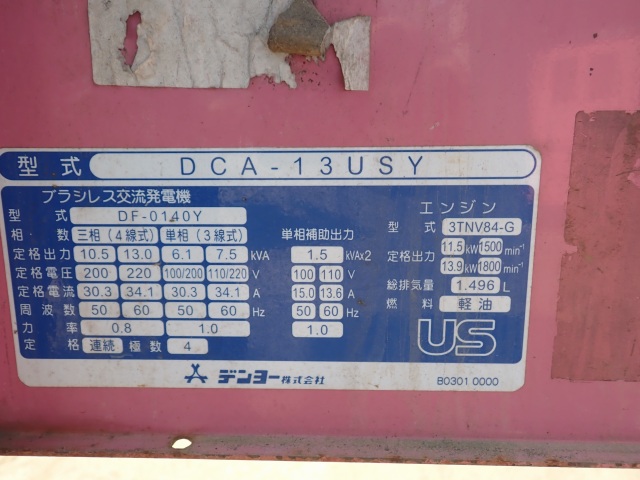 型式 DCA-13USY
ブラシレス交流発電機
型式 DF-0140Y
相数 三相(4線式) 単相(3線式) 単相補助出力
定格出力 10.5 13.0 6.1 7.5 kVA 1.5 kVA×2
定格電圧 200 220 100/200 110/220 V 100 110 V
定格電流 30.3 34.1 30.3 34.1 A 15.0 13.6 A
周波数 50 60 50 60 Hz 50 60 Hz
力率 0.8 1.0 1.0
定格 連続 極数 4
エンジン
型式 3TNV84-G
定格出力 11.5 kW 1500 min⁻¹
13.9 kW 1800 min⁻¹
総排気量 1.496 L
燃料 軽油
US
デンヨー株式会社
B0301 0000